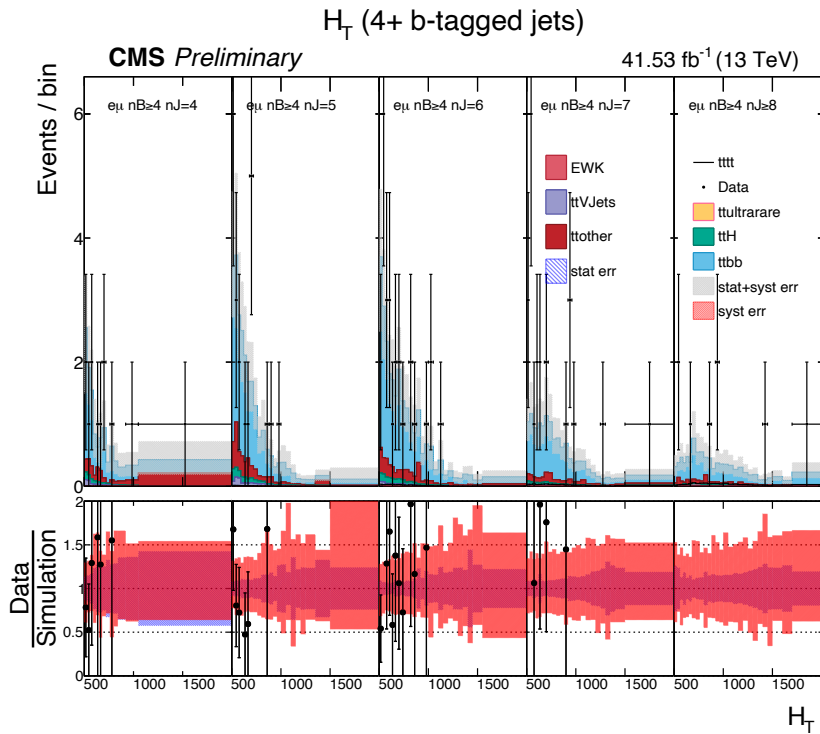 H_T (4+ b-tagged jets)
CMS Preliminary
41.53 fb⁻¹ (13 TeV)
Events / bin
6
4
2
0
eμ nB≥4 nJ=4
eμ nB≥4 nJ=5
eμ nB≥4 nJ=6
eμ nB≥4 nJ=7
eμ nB≥4 nJ≥8
EWK
ttVJets
ttother
stat err
tttt
Data
ttultrarare
ttH
ttbb
stat+syst err
syst err
Data
Simulation
2
1.5
1
0.5
0
500 1000 1500
500 1000 1500
500 1000 1500
500 1000 1500
500 1000 1500
H_T